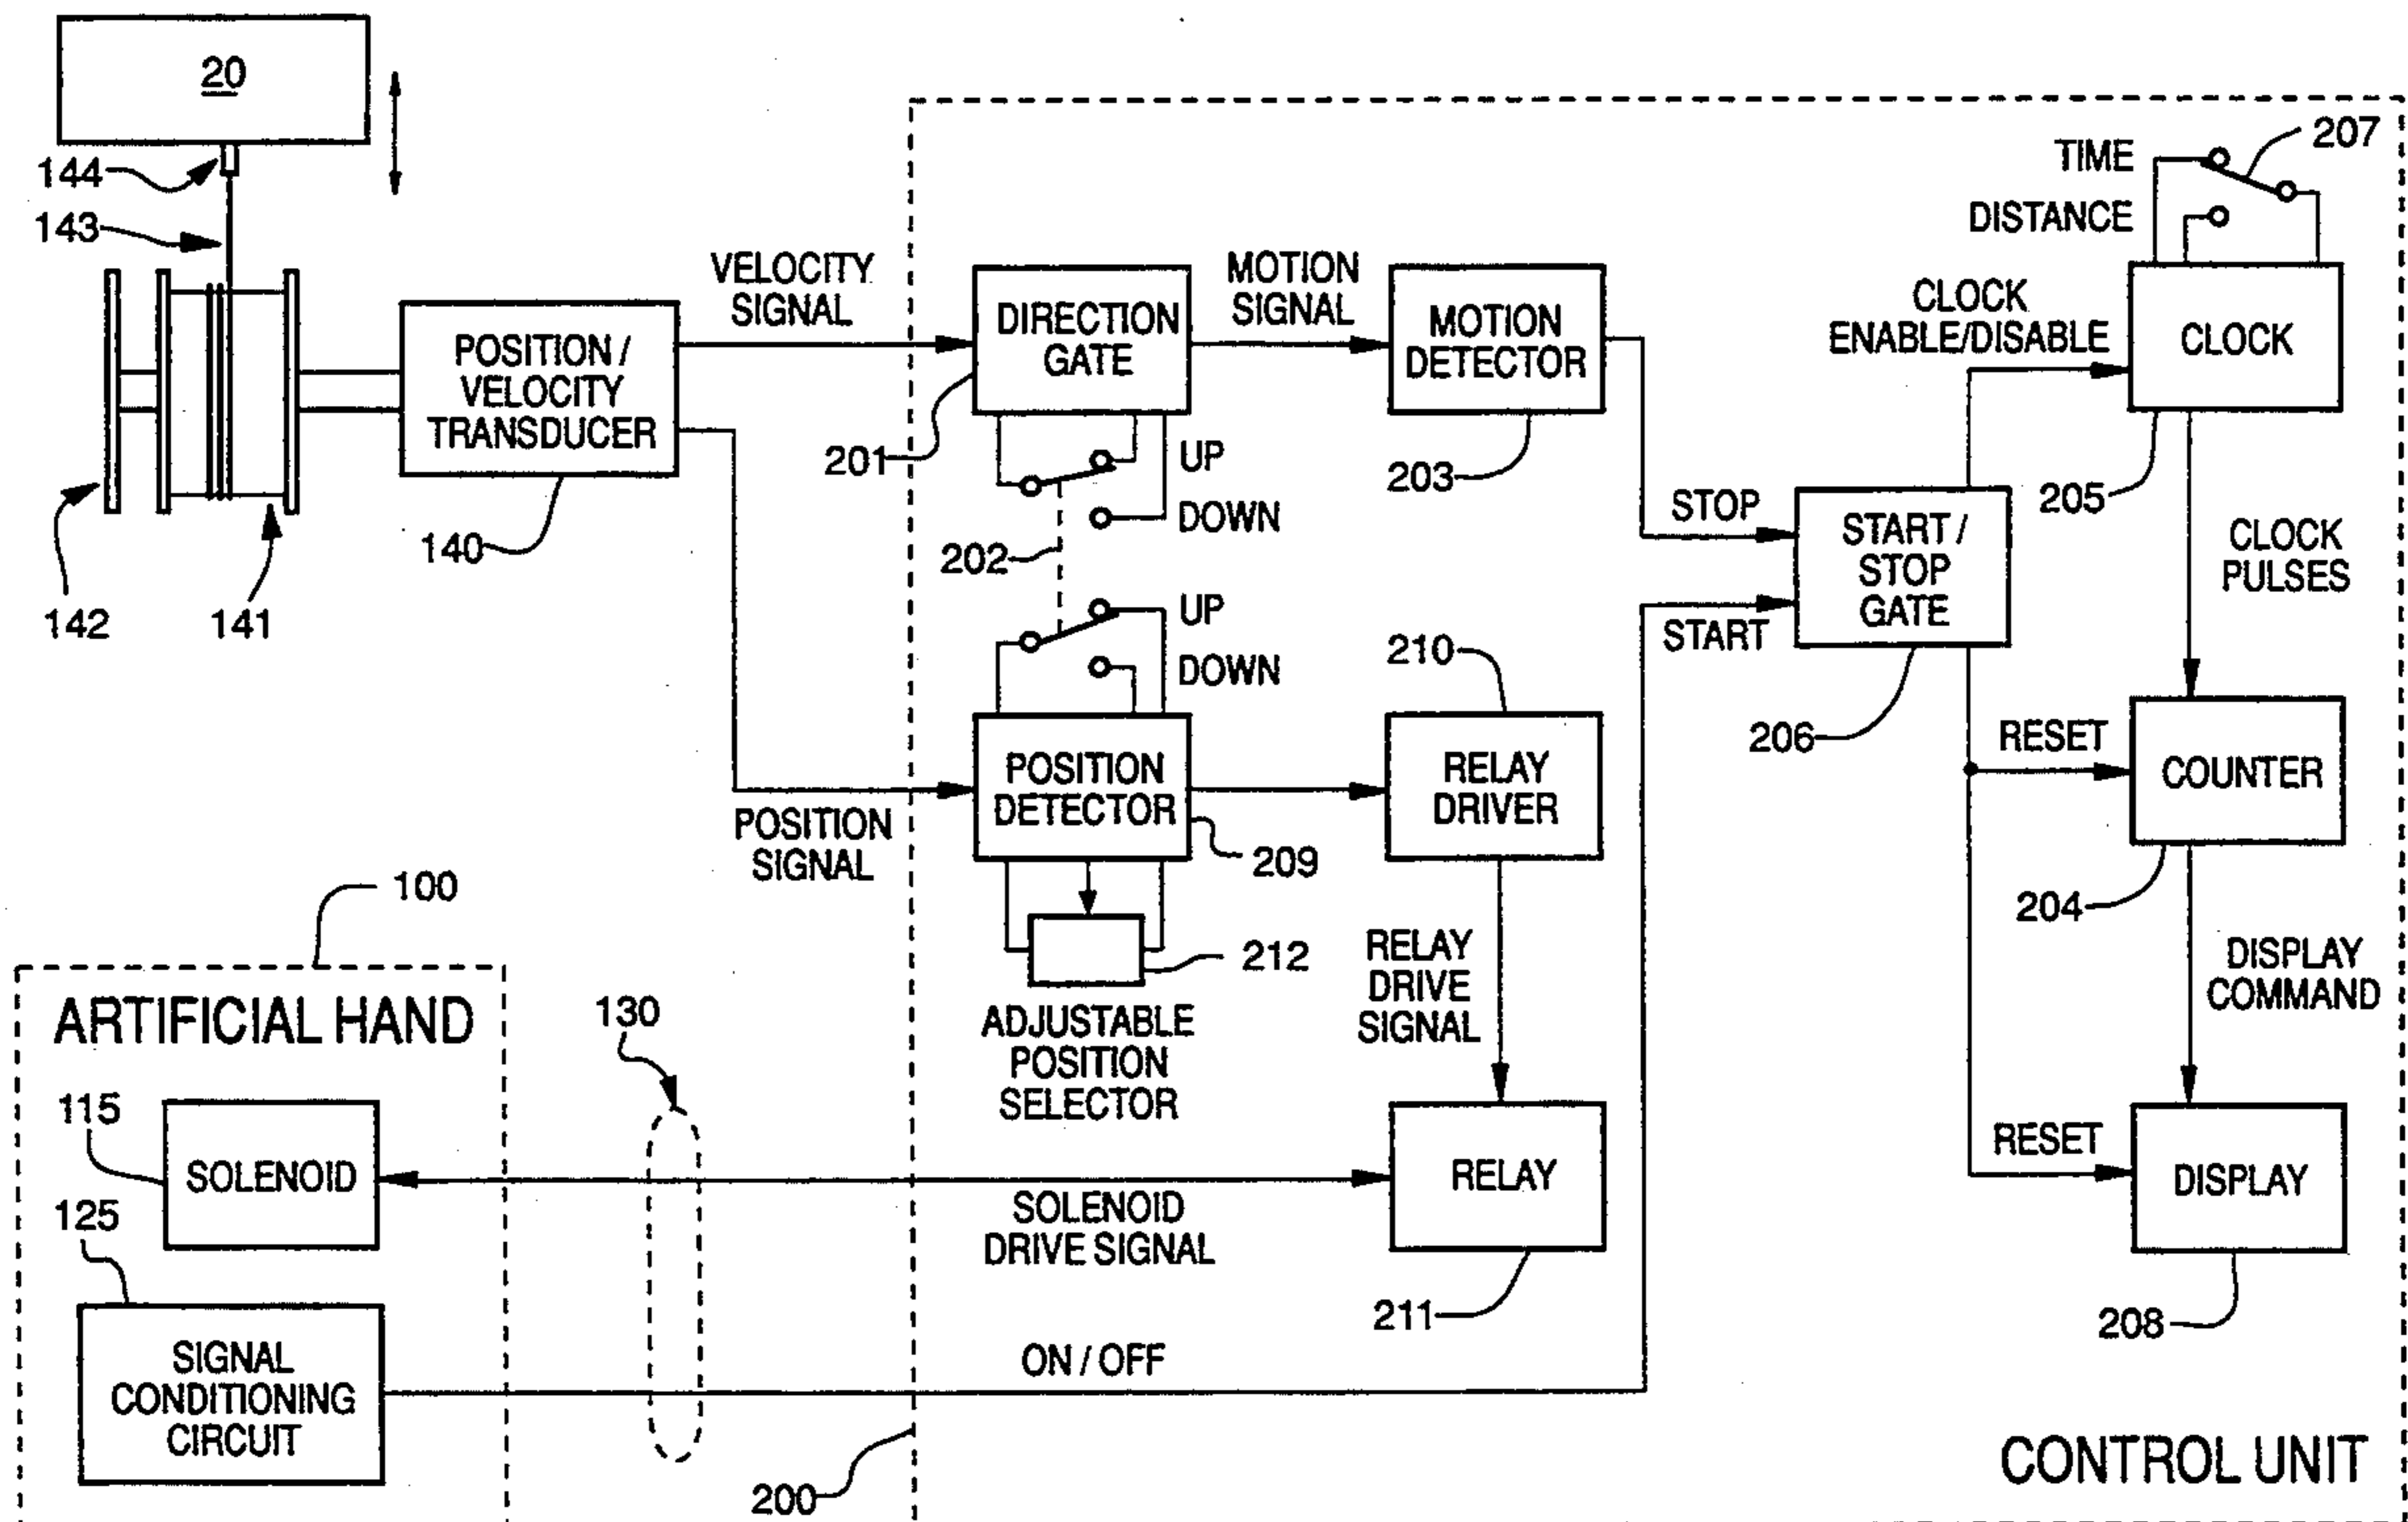 20
144
143
142
141
POSITION /
VELOCITY
TRANSDUCER
140
VELOCITY
SIGNAL
POSITION
SIGNAL
DIRECTION
GATE
201
UP
DOWN
202
UP
DOWN
MOTION
SIGNAL
MOTION
DETECTOR
203
POSITION
DETECTOR
209
212
ADJUSTABLE
POSITION
SELECTOR
210
RELAY
DRIVER
RELAY
DRIVE
SIGNAL
RELAY
211
STOP
START
START /
STOP
GATE
206
CLOCK
ENABLE/DISABLE
TIME
DISTANCE
207
CLOCK
205
CLOCK
PULSES
RESET
COUNTER
204
DISPLAY
COMMAND
RESET
DISPLAY
208
100
ARTIFICIAL HAND
115
SOLENOID
125
SIGNAL
CONDITIONING
CIRCUIT
130
SOLENOID
DRIVE SIGNAL
ON / OFF
200
CONTROL UNIT